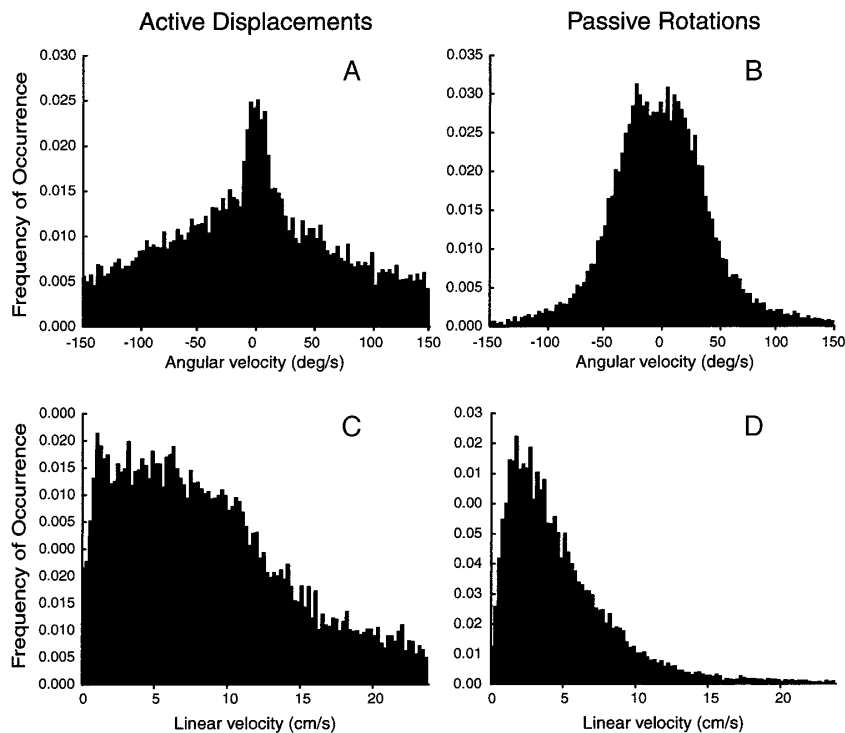 Active Displacements
Passive Rotations
A
Frequency of Occurrence
0.030
0.025
0.020
0.015
0.010
0.005
0.000
-150 -100 -50 0 50 100 150
Angular velocity (deg/s)
B
0.035
0.030
0.025
0.020
0.015
0.010
0.005
0.000
-150 -100 -50 0 50 100 150
Angular velocity (deg/s)
C
Frequency of Occurrence
0.000
0.020
0.015
0.010
0.005
0.000
0.020
0.015
0.010
0.005
0.000
0 5 10 15 20
Linear velocity (cm/s)
D
0.03
0.02
0.01
0.00
0.04
0.03
0.02
0.01
0.00
0 5 10 15 20
Linear velocity (cm/s)